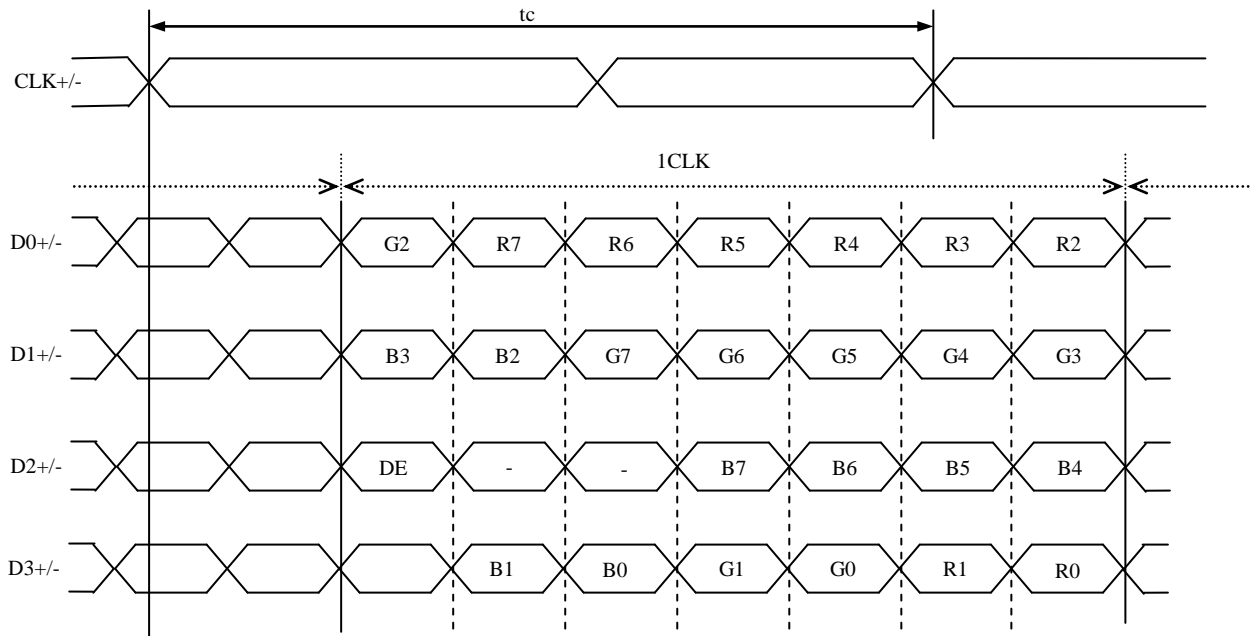 tc
CLK+/-
1CLK
D0+/- G2 R7 R6 R5 R4 R3 R2
D1+/- B3 B2 G7 G6 G5 G4 G3
D2+/- DE - - B7 B6 B5 B4
D3+/- B1 B0 G1 G0 R1 R0